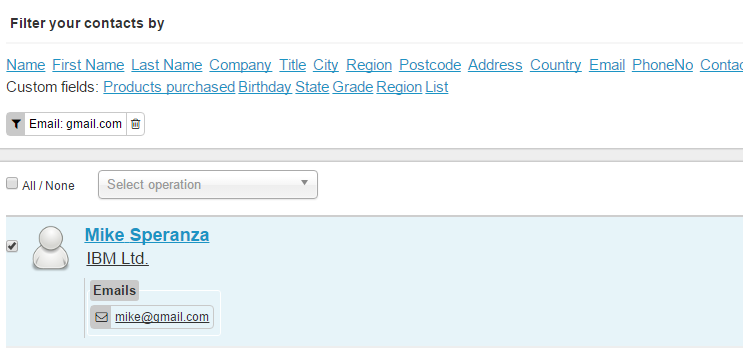 Filter your contacts by
Name First Name Last Name Company Title City Region Postcode Address Country Email PhoneNo Contac
Custom fields: Products purchased Birthday State Grade Region List
Email: gmail.com
All / None Select operation
Mike Speranza
IBM Ltd.
Emails
mike@gmail.com